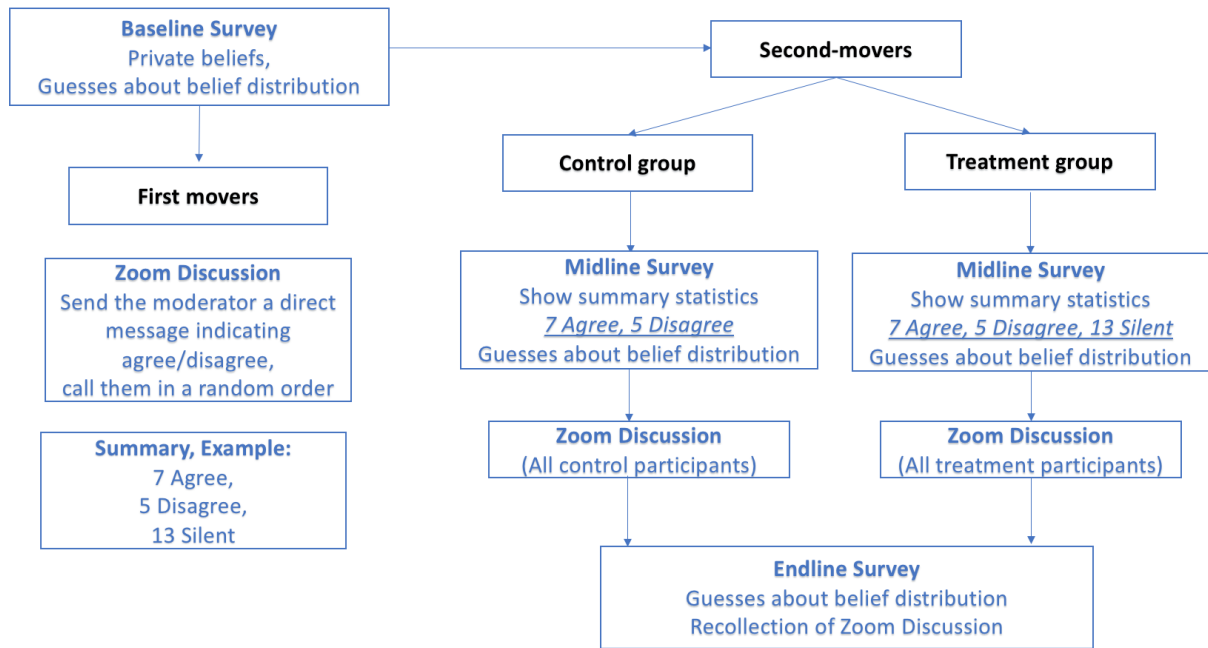 Baseline Survey
Private beliefs,
Guesses about belief distribution
Second-movers
First movers
Control group
Treatment group
Zoom Discussion
Send the moderator a direct
message indicating
agree/disagree,
call them in a random order
Summary, Example:
7 Agree,
5 Disagree,
13 Silent
Midline Survey
Show summary statistics
7 Agree, 5 Disagree
Guesses about belief distribution
Midline Survey
Show summary statistics
7 Agree, 5 Disagree, 13 Silent
Guesses about belief distribution
Zoom Discussion
(All control participants)
Zoom Discussion
(All treatment participants)
Endline Survey
Guesses about belief distribution
Recollection of Zoom Discussion